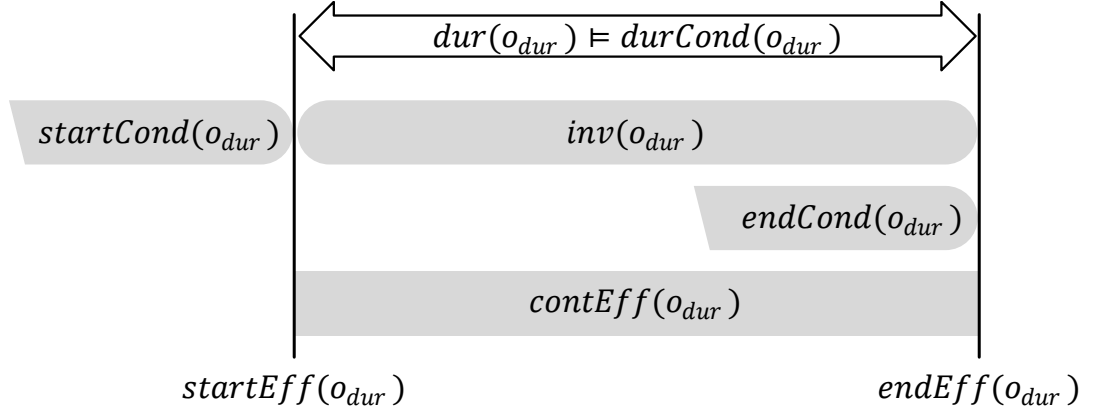 dur(o_dur) ⊨ durCond(o_dur)
startCond(o_dur) inv(o_dur)
endCond(o_dur)
contEff(o_dur)
startEff(o_dur) endEff(o_dur)